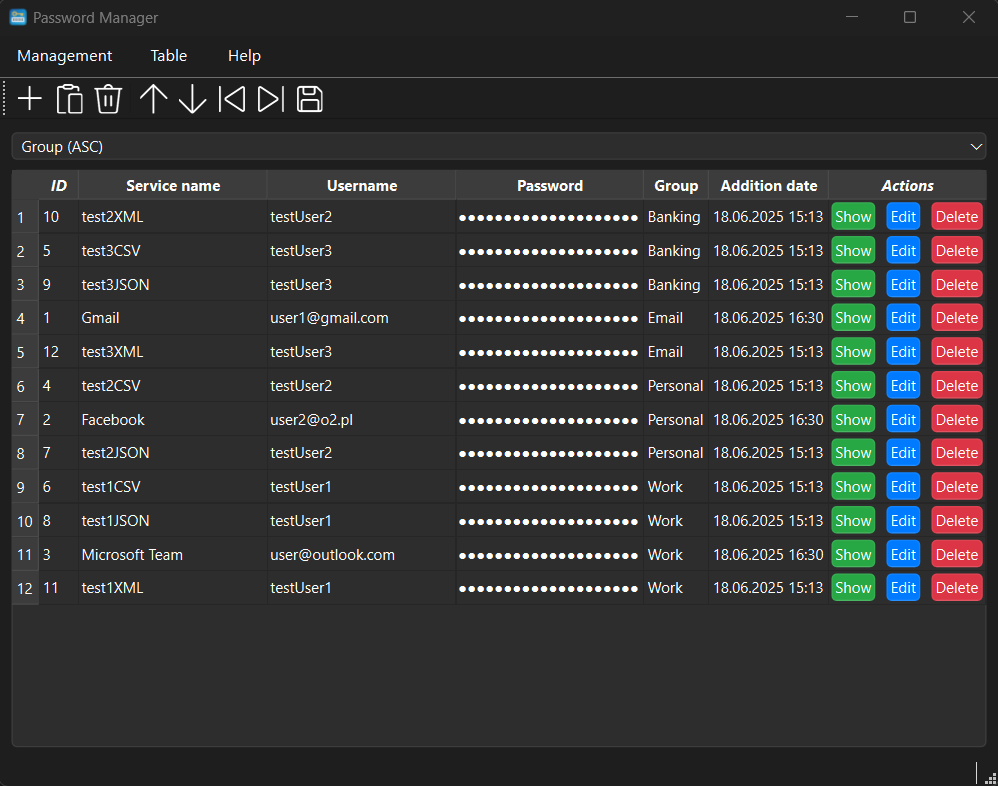 Password Manager
Management Table Help
Group (ASC)
ID Service name Username Password Group Addition date Actions
1 10 test2XML testUser2 ●●●●●●●●●●●●●●●●●●●● Banking 18.06.2025 15:13 Show Edit Delete
2 5 test3CSV testUser3 ●●●●●●●●●●●●●●●●●●●● Banking 18.06.2025 15:13 Show Edit Delete
3 9 test3JSON testUser3 ●●●●●●●●●●●●●●●●●●●● Banking 18.06.2025 15:13 Show Edit Delete
4 1 Gmail user1@gmail.com ●●●●●●●●●●●●●●●●●●●● Email 18.06.2025 16:30 Show Edit Delete
5 12 test3XML testUser3 ●●●●●●●●●●●●●●●●●●●● Email 18.06.2025 15:13 Show Edit Delete
6 4 test2CSV testUser2 ●●●●●●●●●●●●●●●●●●●● Personal 18.06.2025 15:13 Show Edit Delete
7 2 Facebook user2@o2.pl ●●●●●●●●●●●●●●●●●●●● Personal 18.06.2025 16:30 Show Edit Delete
8 7 test2JSON testUser2 ●●●●●●●●●●●●●●●●●●●● Personal 18.06.2025 15:13 Show Edit Delete
9 6 test1CSV testUser1 ●●●●●●●●●●●●●●●●●●●● Work 18.06.2025 15:13 Show Edit Delete
10 8 test1JSON testUser1 ●●●●●●●●●●●●●●●●●●●● Work 18.06.2025 15:13 Show Edit Delete
11 3 Microsoft Team user@outlook.com ●●●●●●●●●●●●●●●●●●●● Work 18.06.2025 16:30 Show Edit Delete
12 11 test1XML testUser1 ●●●●●●●●●●●●●●●●●●●● Work 18.06.2025 15:13 Show Edit Delete